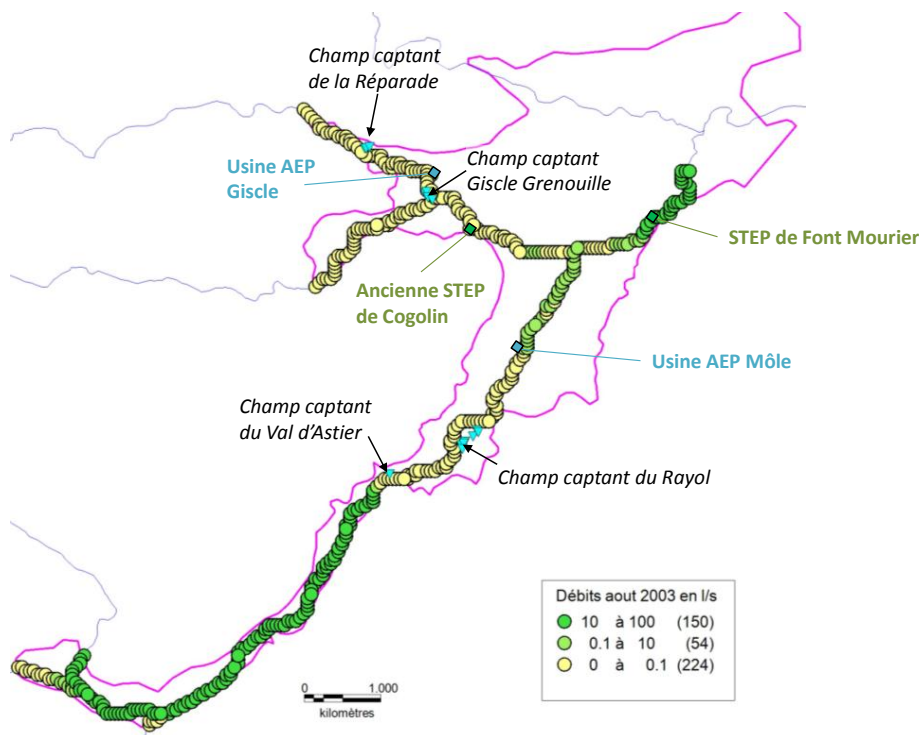 Champ captant
de la Réparade
Usine AEP
Giscle
Champ captant
Giscle Grenouille
STEP de Font Mourier
Ancienne STEP
de Cogolin
Usine AEP Môle
Champ captant
du Val d'Astier
Champ captant du Rayol
Débits aout 2003 en l/s
10 à 100 (150)
0.1 à 10 (54)
0 à 0.1 (224)
0 1,000
kilomètres